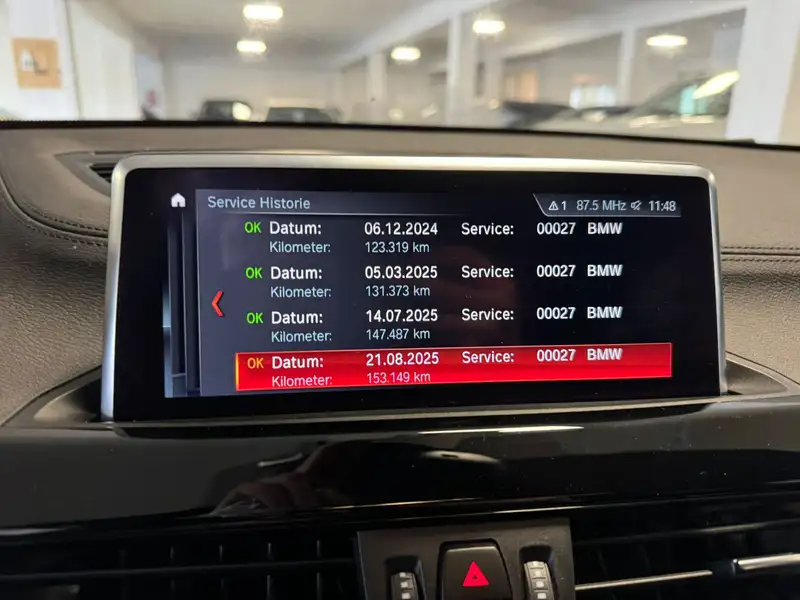 Service Historie
1 87.5 MHz 11:48
OK Datum: 06.12.2024 Service: 00027 BMW
Kilometer: 123.319 km
OK Datum: 05.03.2025 Service: 00027 BMW
Kilometer: 131.373 km
OK Datum: 14.07.2025 Service: 00027 BMW
Kilometer: 147.487 km
OK Datum: 21.08.2025 Service: 00027 BMW
Kilometer: 153.149 km